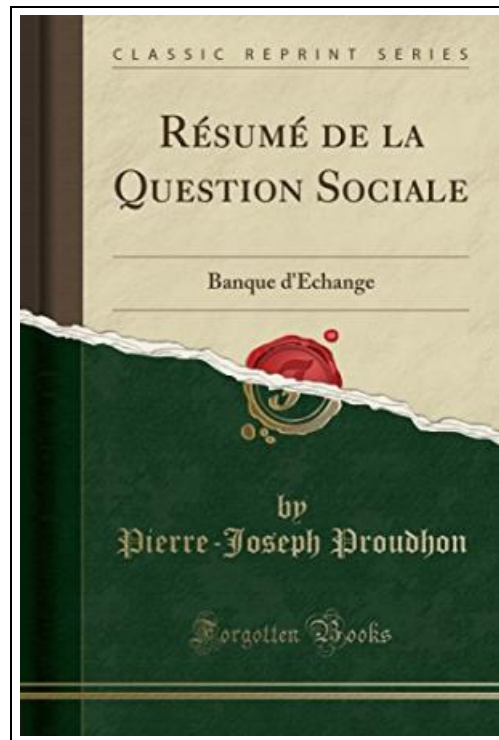 CLASSIC REPRINT SERIES
RÉSUMÉ DE LA
QUESTION SOCIALE
Banque d'Echange
by
Pierre-Joseph Proudhon
Forgotten Books